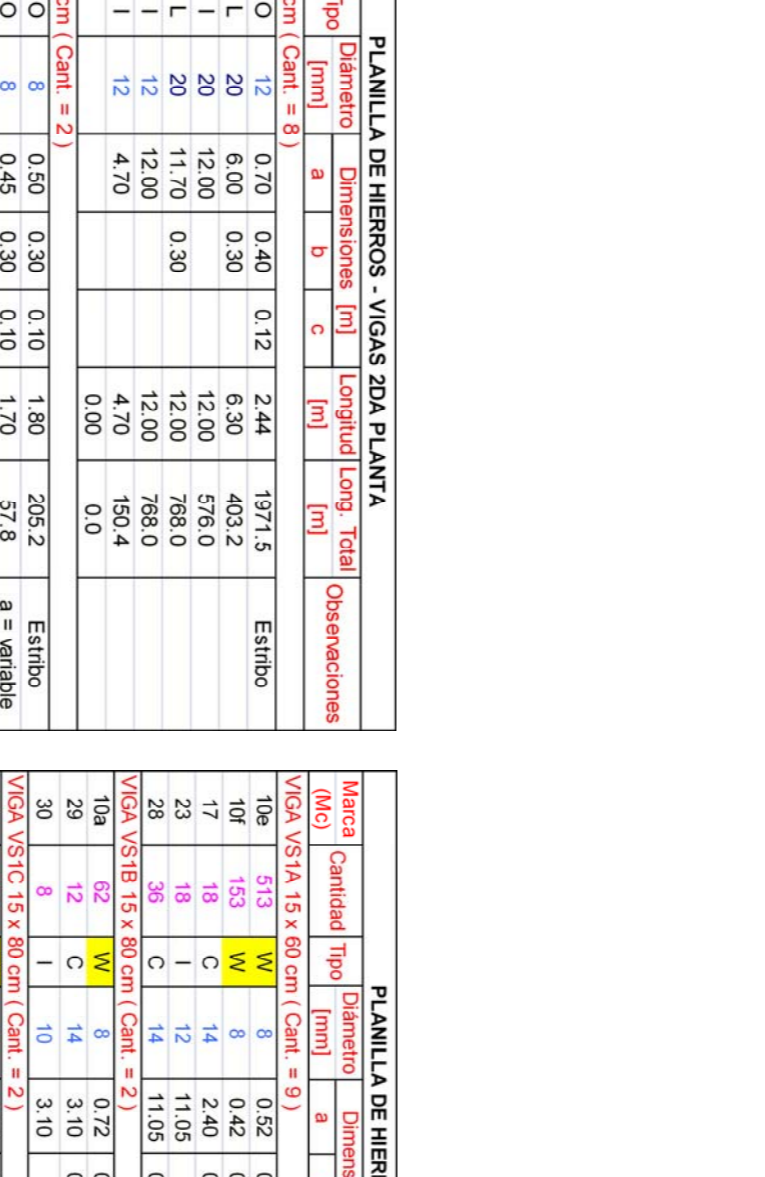 PLANILLA DE HIERROS - VIGAS 2DA PLANTA
Diámetro Dimensiones [m] Longitud Long. Total Observaciones
[mm] a b c [m] [m]
cm ( Cant. = 8 )
O 12 0.70 0.40 0.12 2.44 1971.5 Estribo
L 20 6.00 0.30 6.30 403.2
I 20 12.00 12.00 576.0
L 20 11.70 0.30 12.00 768.0
I 12 12.00 12.00 768.0
I 12 4.70 4.70 150.4
0.00 0.0
cm ( Cant. = 2 )
O 8 0.50 0.30 0.10 1.80 205.2 Estribo
O 8 0.45 0.30 0.10 1.70 57.8 a = variable
PLANILLA DE
Marca Cantidad Tipo Diámetro
(Mc) [mm] a
VIGA VS1A 15 x 60 cm ( Cant. = 9 )
10e 513 W 8 0.52
10f 153 W 8 0.42
17 18 C 14 2.40
23 18 I 12 11.05
28 36 C 14 11.05
VIGA VS1B 15 x 80 cm ( Cant. = 2 )
10a 62 W 8 0.72
29 12 C 14 3.10
30 8 I 10 3.10
VIGA VS1C 15 x 80 cm ( Cant. = 2 )